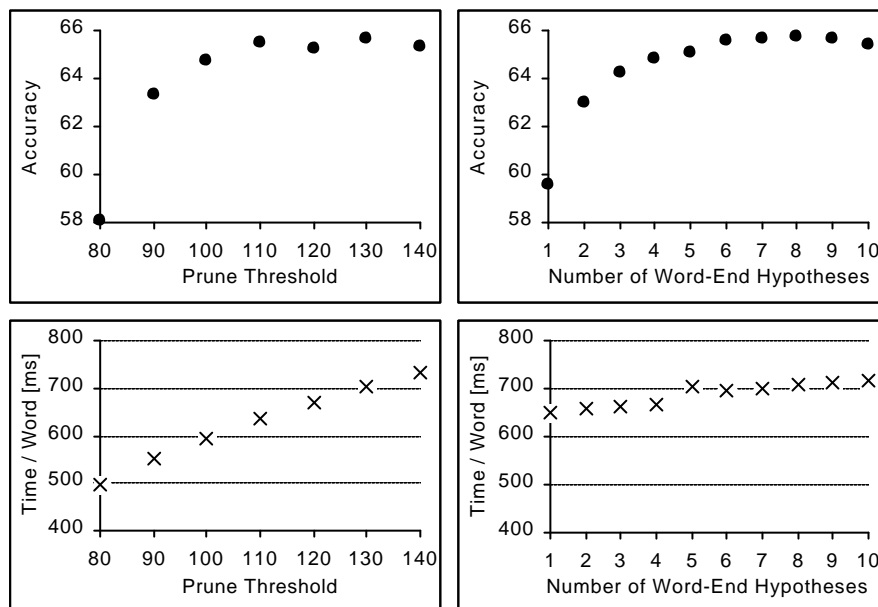 66
64
62
60
58
Accuracy
80 90 100 110 120 130 140
Prune Threshold
66
64
62
60
58
Accuracy
1 2 3 4 5 6 7 8 9 10
Number of Word-End Hypotheses
800
700
600
500
400
Time / Word [ms]
80 90 100 110 120 130 140
Prune Threshold
800
700
600
500
400
Time / Word [ms]
1 2 3 4 5 6 7 8 9 10
Number of Word-End Hypotheses